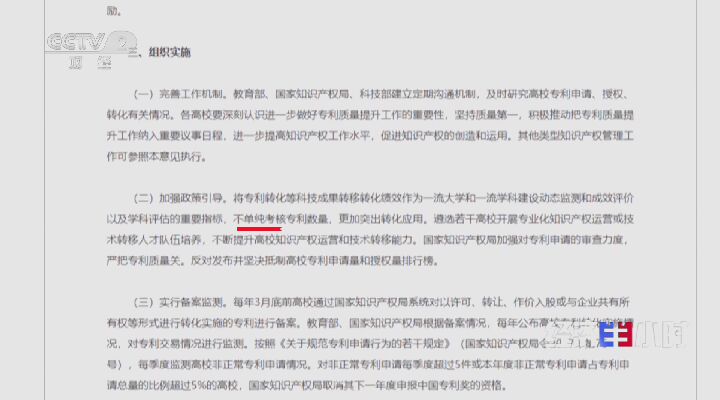 励。
CCTV 2
财经
三、组织实施
（一）完善工作机制。教育部、国家知识产权局、科技部建立定期沟通机制，及时研究高校专利申请、授权、
转化有关情况。各高校要深刻认识进一步做好专利质量提升工作的重要性，坚持质量第一，积极推动把专利质量提
升工作纳入重要议事日程，进一步提高知识产权工作水平，促进知识产权的创造和运用。其他类型知识产权管理工
作可参照本意见执行。
（二）加强政策引导。将专利转化等科技成果转移转化绩效作为一流大学和一流学科建设动态监测和成效评价
以及学科评估的重要指标，不单纯考核专利数量，更加突出转化应用。遴选若干高校开展专业化知识产权运营或技
术转移人才队伍培养，不断提升高校知识产权运营和技术转移能力。国家知识产权局加强对专利申请的审查力度，
严把专利质量关。反对发布并坚决抵制高校专利申请量和授权量排行榜。
（三）实行备案监测。每年3月底前高校通过国家知识产权局系统对以许可、转让、作价入股或与企业共有所
有权等形式进行转化实施的专利进行备案。教育部、国家知识产权局根据备案情况，每年公布高校专利转化实施情
况，对专利交易情况进行监测。按照《关于规范专利申请行为的若干规定》（国家知识产权局令
号），每季度监测高校非正常专利申请情况。对非正常专利申请每季度超过5件或本年度非正常专利申请占专利申
请总量的比例超过5%的高校，国家知识产权局取消其下一年度申报中国专利奖的资格。
小时